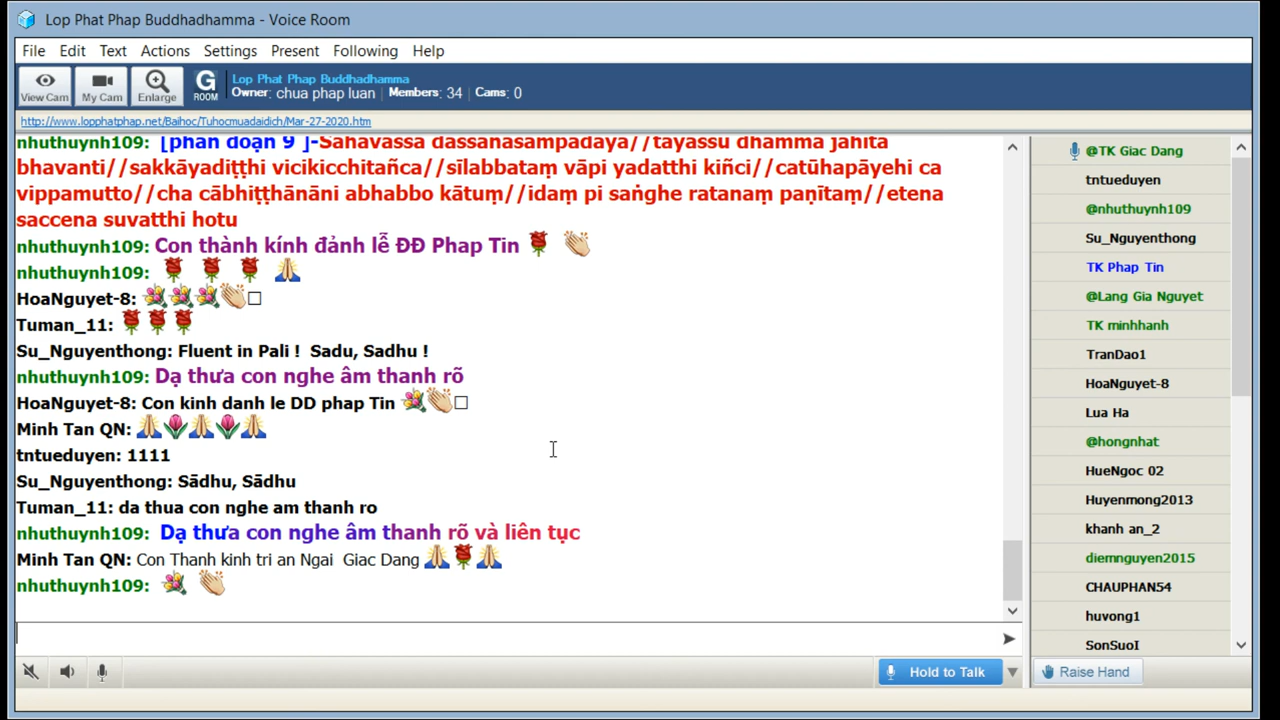 Lop Phat Phap Buddhadhamma - Voice Room
File Edit Text Actions Settings Present Following Help
View Cam My Cam Enlarge G ROOM
Lop Phat Phap Buddhadhamma
Owner: chua phap luan Members: 34 Cams: 0
http://www.lopphatphap.net/Baihoc/Tuhocmuadaidich/Mar-27-2020.htm
nhuthuynh109: [phân đoạn 9 ]-Sahāvassa dassanasampadāya//tayassu dhammā jahitā
bhavanti//sakkāyadiṭṭhi vicikicchitañca//sīlabbataṃ vāpi yadatthi kiñci//catūhapāyehi ca
vippamutto//cha cābhiṭṭhānāni abhabbo kātuṃ//idaṃ pi saṅghe ratanaṃ paṇītaṃ//etena
saccena suvatthi hotu
nhuthuynh109: Con thành kính đảnh lễ ĐĐ Phap Tin 🌹 👏
nhuthuynh109: 🌹 🌹 🌹 🙏
HoaNguyet-8: 💐💐💐👏□
Tuman_11: 🌹🌹🌹
Su_Nguyenthong: Fluent in Pali ! Sadu, Sadhu !
nhuthuynh109: Dạ thưa con nghe âm thanh rõ
HoaNguyet-8: Con kinh danh le DD phap Tin 💐👏□
Minh Tan QN: 🙏🌷🙏🌷🙏
tntueduyen: 1111
Su_Nguyenthong: Sādhu, Sādhu
Tuman_11: da thua con nghe am thanh ro
nhuthuynh109: Dạ thưa con nghe âm thanh rõ và liên tục
Minh Tan QN: Con Thanh kinh tri an Ngai Giac Dang 🙏🌹🙏
nhuthuynh109: 💐 👏
Hold to Talk
@TK Giac Dang
tntueduyen
@nhuthuynh109
Su_Nguyenthong
TK Phap Tin
@Lang Gia Nguyet
TK minhhanh
TranDao1
HoaNguyet-8
Lua Ha
@hongnhat
HueNgoc 02
Huyenmong2013
khanh an_2
diemnguyen2015
CHAUPHAN54
huvong1
SonSuoI
Raise Hand